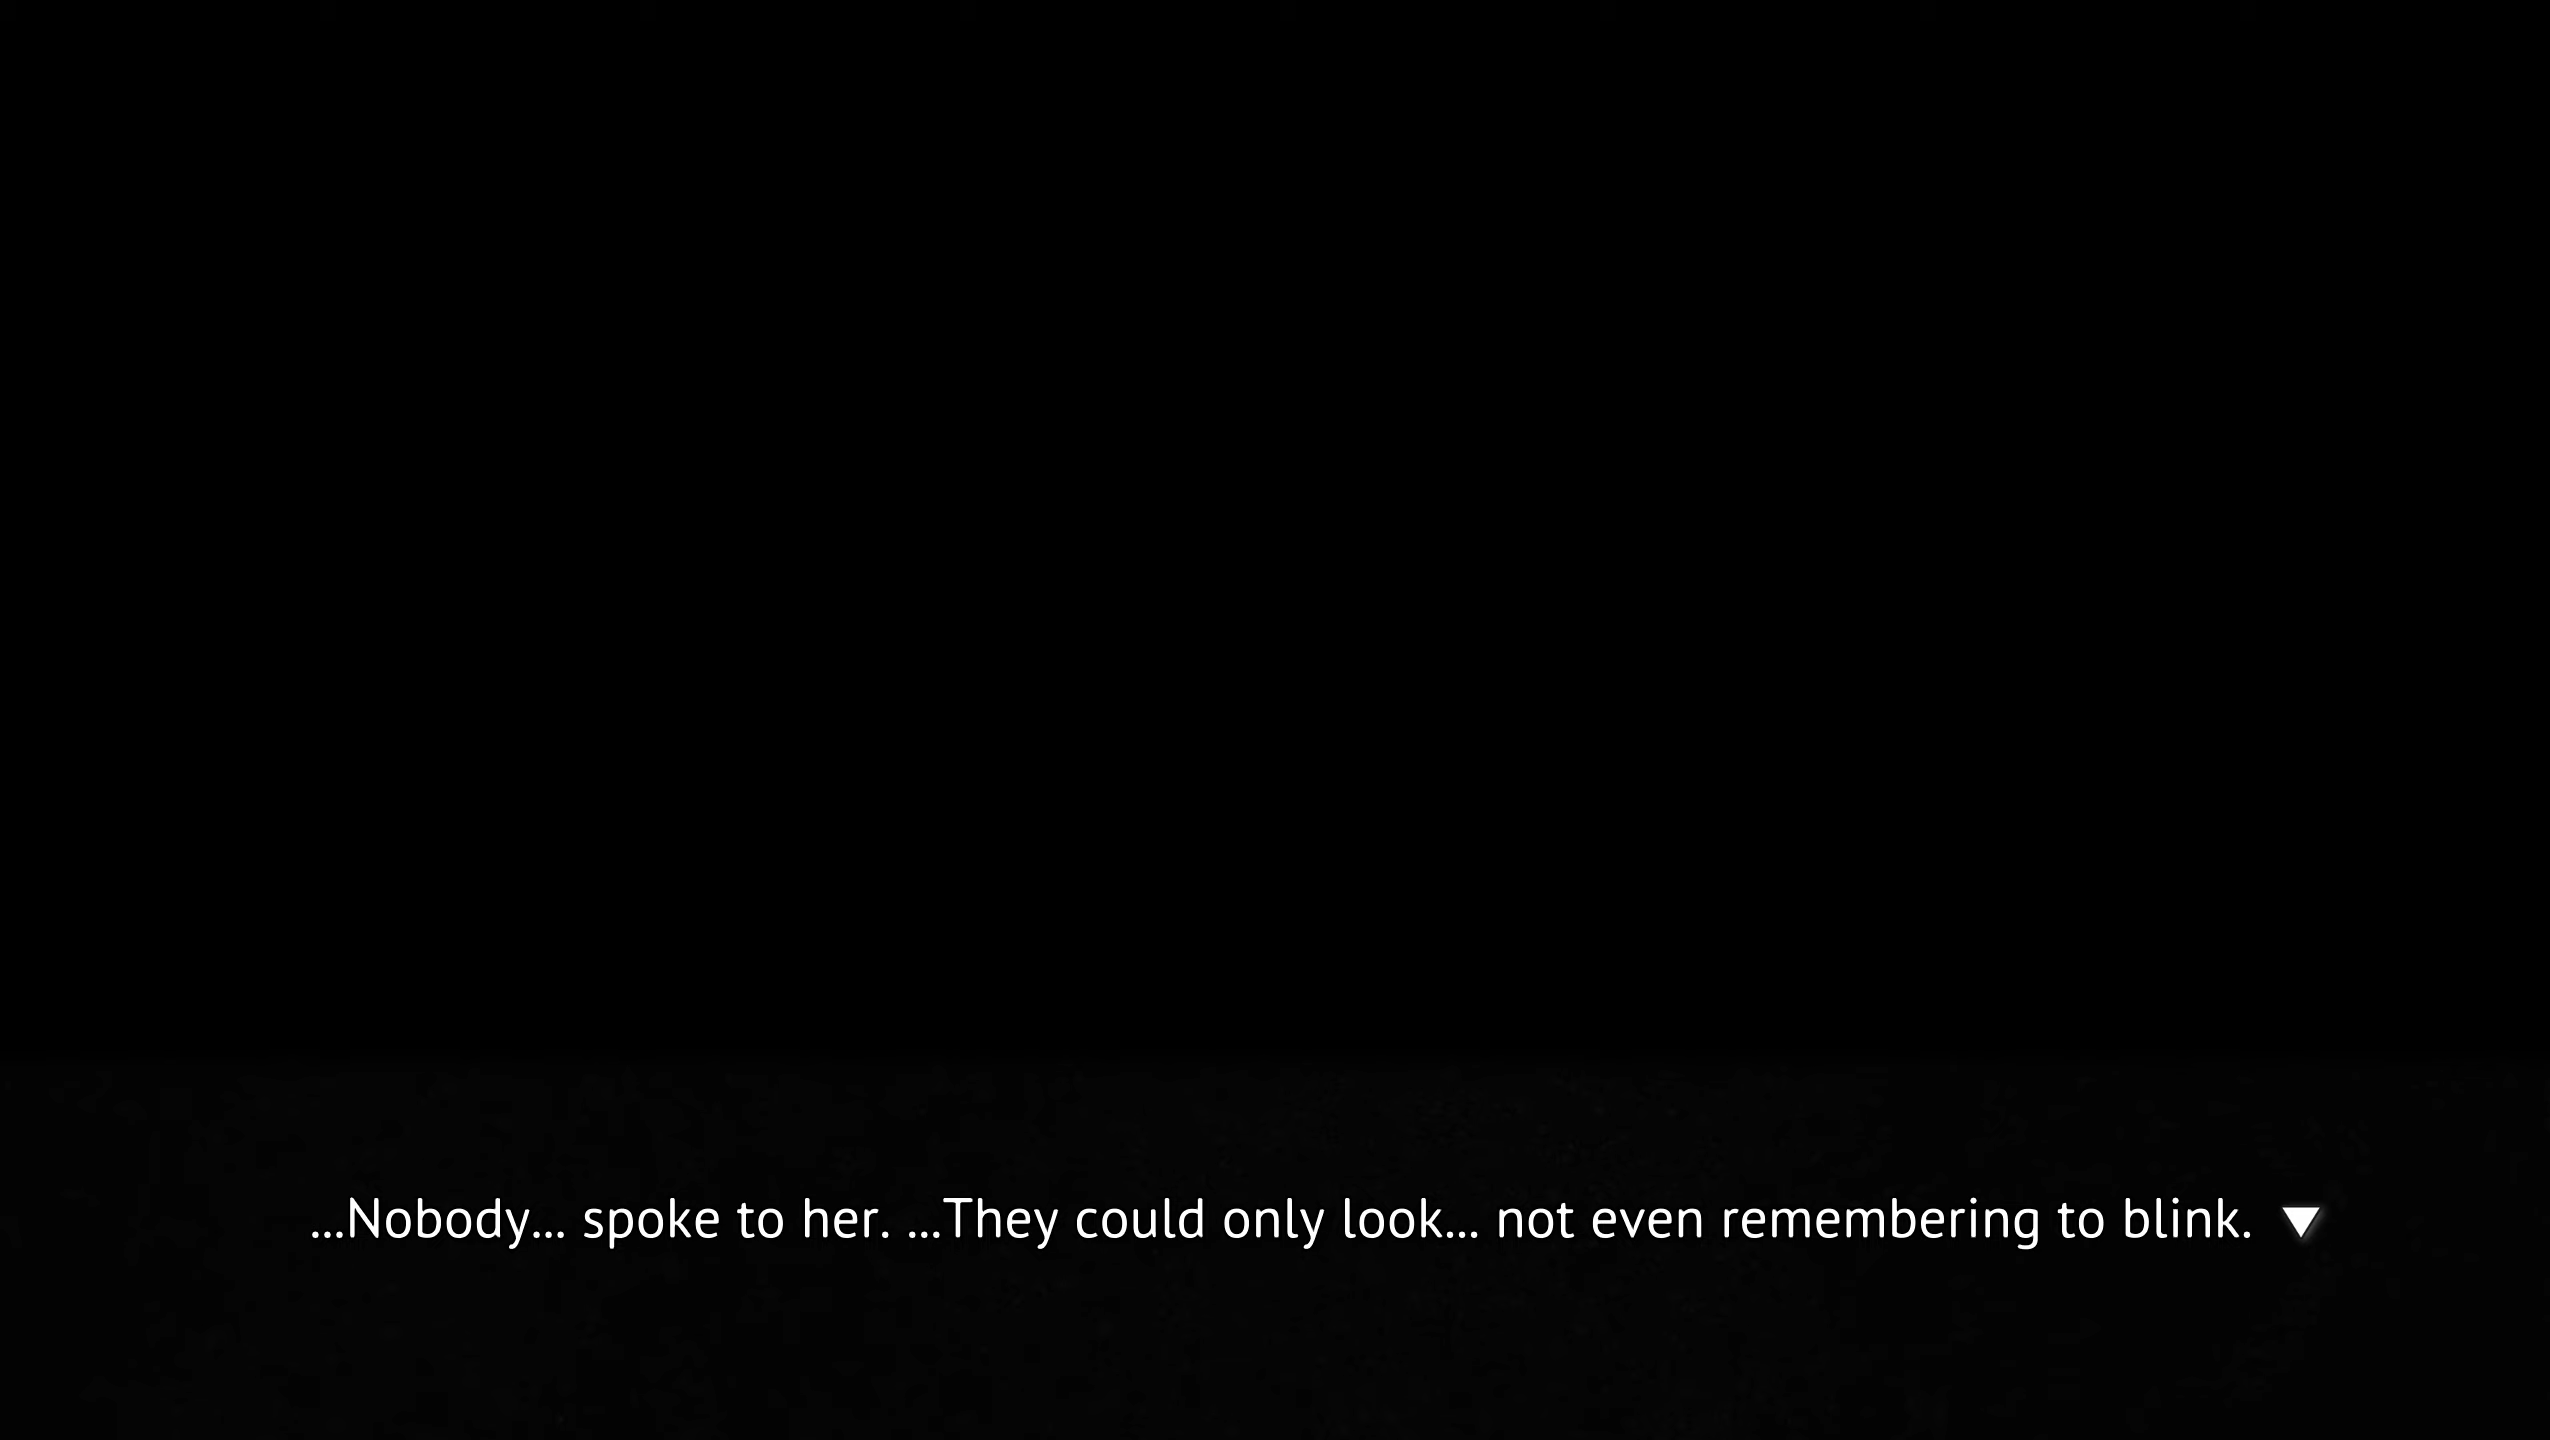 ...Nobody... spoke to her. ...They could only look... not even remembering to blink.